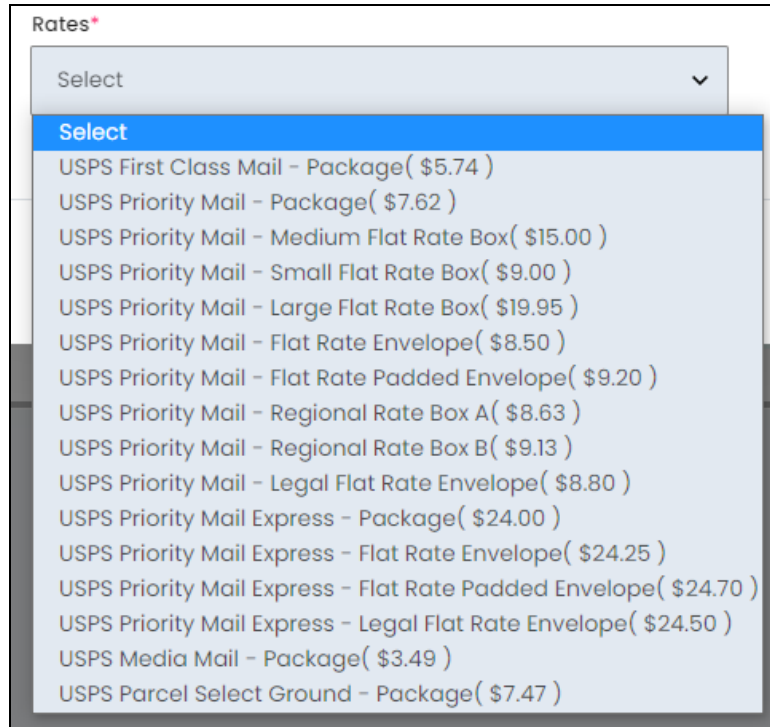 Rates*
Select
Select
USPS First Class Mail - Package( $5.74 )
USPS Priority Mail - Package( $7.62 )
USPS Priority Mail - Medium Flat Rate Box( $15.00 )
USPS Priority Mail - Small Flat Rate Box( $9.00 )
USPS Priority Mail - Large Flat Rate Box( $19.95 )
USPS Priority Mail - Flat Rate Envelope( $8.50 )
USPS Priority Mail - Flat Rate Padded Envelope( $9.20 )
USPS Priority Mail - Regional Rate Box A( $8.63 )
USPS Priority Mail - Regional Rate Box B( $9.13 )
USPS Priority Mail - Legal Flat Rate Envelope( $8.80 )
USPS Priority Mail Express - Package( $24.00 )
USPS Priority Mail Express - Flat Rate Envelope( $24.25 )
USPS Priority Mail Express - Flat Rate Padded Envelope( $24.70 )
USPS Priority Mail Express - Legal Flat Rate Envelope( $24.50 )
USPS Media Mail - Package( $3.49 )
USPS Parcel Select Ground - Package( $7.47 )